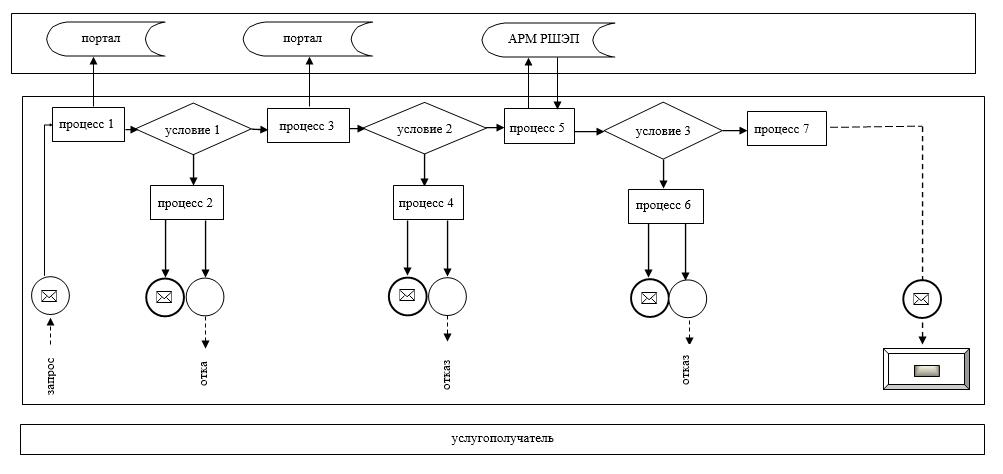 портал
портал
АРМ РШЭП
процесс 1
условие 1
процесс 3
условие 2
процесс 5
условие 3
процесс 7
процесс 2
процесс 4
процесс 6
запрос
отка
отказ
отказ
услугополучатель